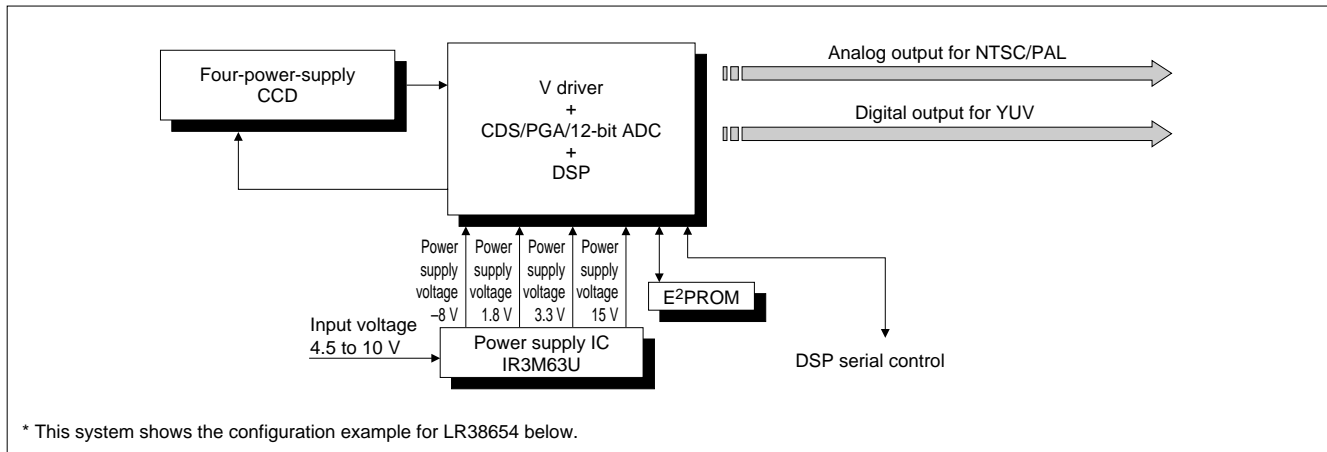 Four-power-supply
CCD
V driver
+
CDS/PGA/12-bit ADC
+
DSP
Analog output for NTSC/PAL
Digital output for YUV
Power
supply
voltage
–8 V
Power
supply
voltage
1.8 V
Power
supply
voltage
3.3 V
Power
supply
voltage
15 V
E²PROM
Input voltage
4.5 to 10 V
Power supply IC
IR3M63U
DSP serial control
* This system shows the configuration example for LR38654 below.